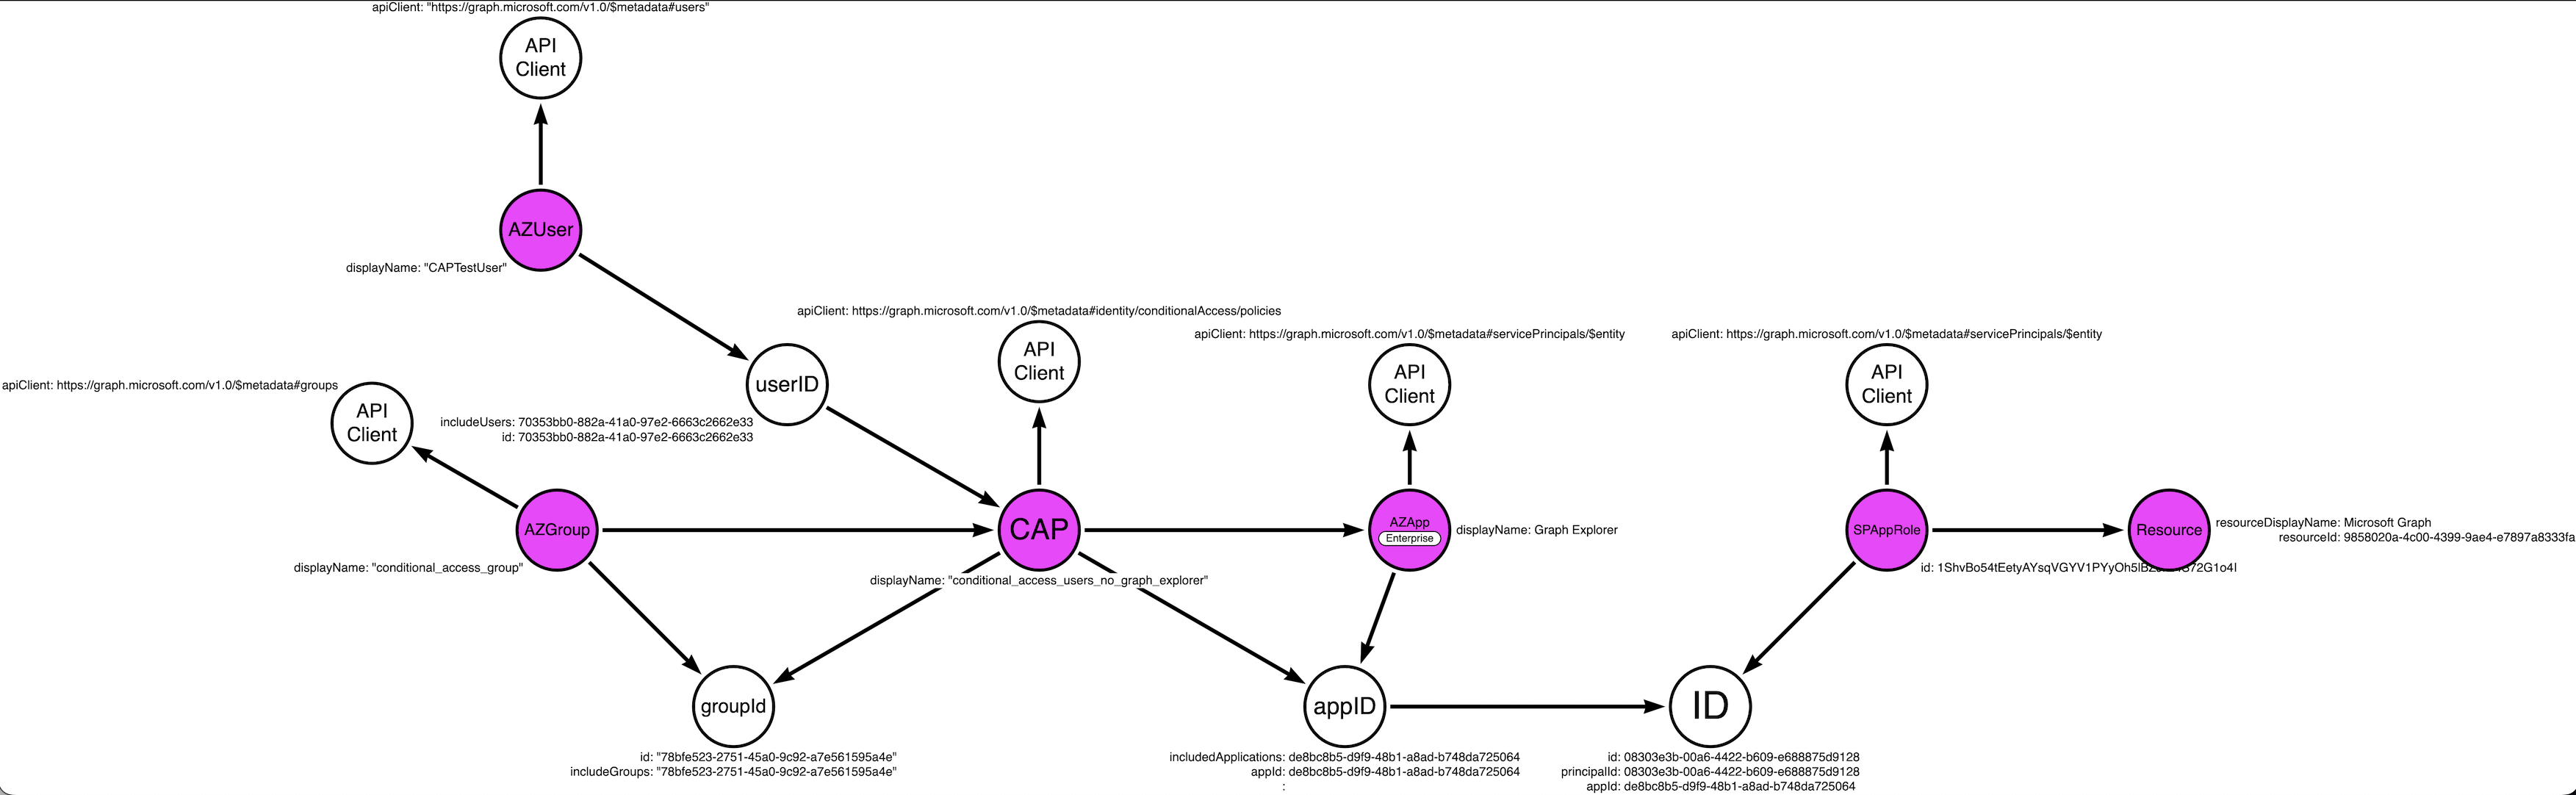 apiClient: "https://graph.microsoft.com/v1.0/$metadata#users"
API
Client
AZUser
displayName: "CAPTestUser"
apiClient: https://graph.microsoft.com/v1.0/$metadata#identity/conditionalAccess/policies
API
Client
apiClient: https://graph.microsoft.com/v1.0/$metadata#servicePrincipals/$entity
API
Client
apiClient: https://graph.microsoft.com/v1.0/$metadata#servicePrincipals/$entity
API
Client
userID
includeUsers: 70353bb0-882a-41a0-97e2-6663c2662e33
id: 70353bb0-882a-41a0-97e2-6663c2662e33
apiClient: https://graph.microsoft.com/v1.0/$metadata#groups
API
Client
AZGroup
displayName: "conditional_access_group"
CAP
displayName: "conditional_access_users_no_graph_explorer"
AZApp
Enterprise
displayName: Graph Explorer
SPAppRole
id:
Resource
resourceDisplayName: Microsoft Graph
resourceId: 9858020a-4c00-4399-9ae4-e7897a8333fa
groupId
id: "78bfe523-2751-45a0-9c92-a7e561595a4e"
includeGroups: "78bfe523-2751-45a0-9c92-a7e561595a4e"
appID
includedApplications: de8bc8b5-d9f9-48b1-a8ad-b748da725064
appId: de8bc8b5-d9f9-48b1-a8ad-b748da725064
:
ID
id: 08303e3b-00a6-4422-b609-e688875d9128
principalId: 08303e3b-00a6-4422-b609-e688875d9128
appId: de8bc8b5-d9f9-48b1-a8ad-b748da725064